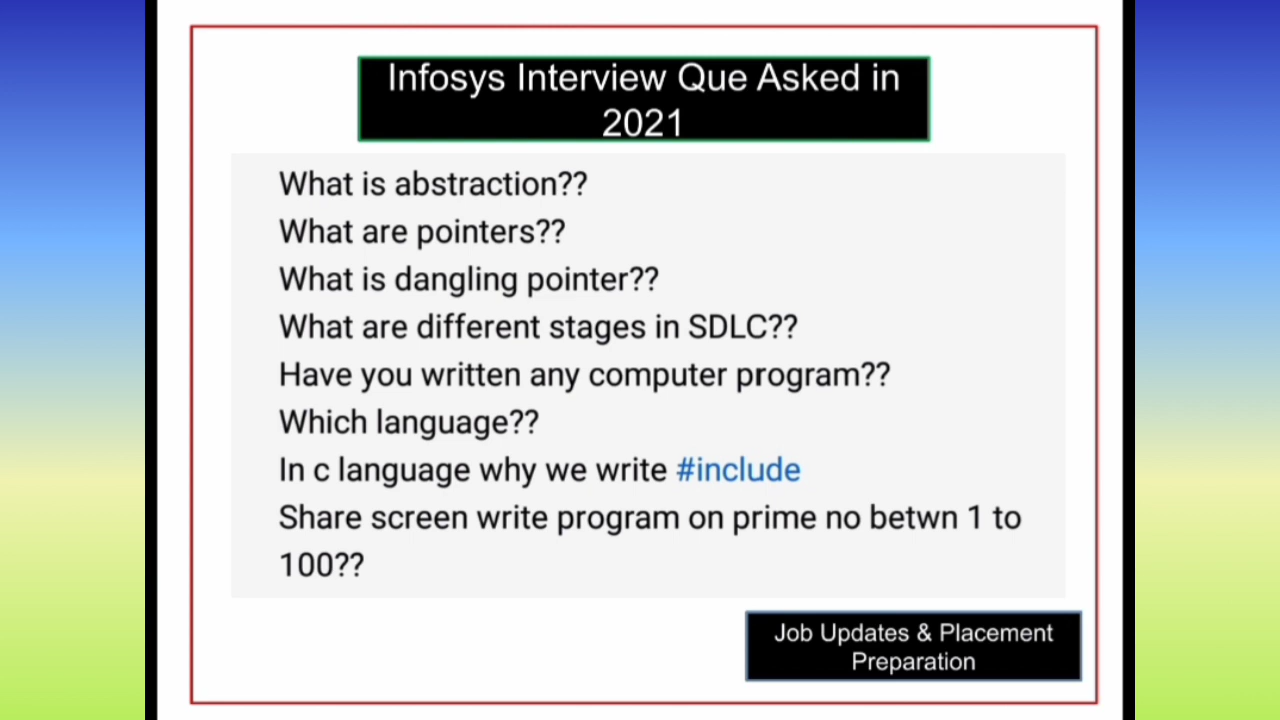 Infosys Interview Que Asked in
2021
What is abstraction??
What are pointers??
What is dangling pointer??
What are different stages in SDLC??
Have you written any computer program??
Which language??
In c language why we write #include
Share screen write program on prime no betwn 1 to
100??
Job Updates & Placement
Preparation